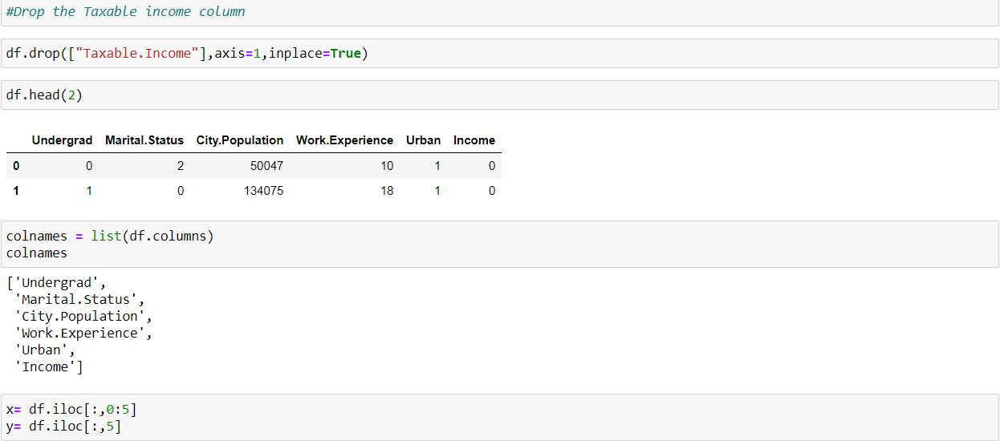 #Drop the Taxable income column
df.drop(["Taxable.Income"],axis=1,inplace=True)
df.head(2)
Undergrad Marital.Status City.Population Work.Experience Urban Income
0 0 2 50047 10 1 0
1 1 0 134075 18 1 0
colnames = list(df.columns)
colnames
['Undergrad',
'Marital.Status',
'City.Population',
'Work.Experience',
'Urban',
'Income']
x= df.iloc[:,0:5]
y= df.iloc[:,5]